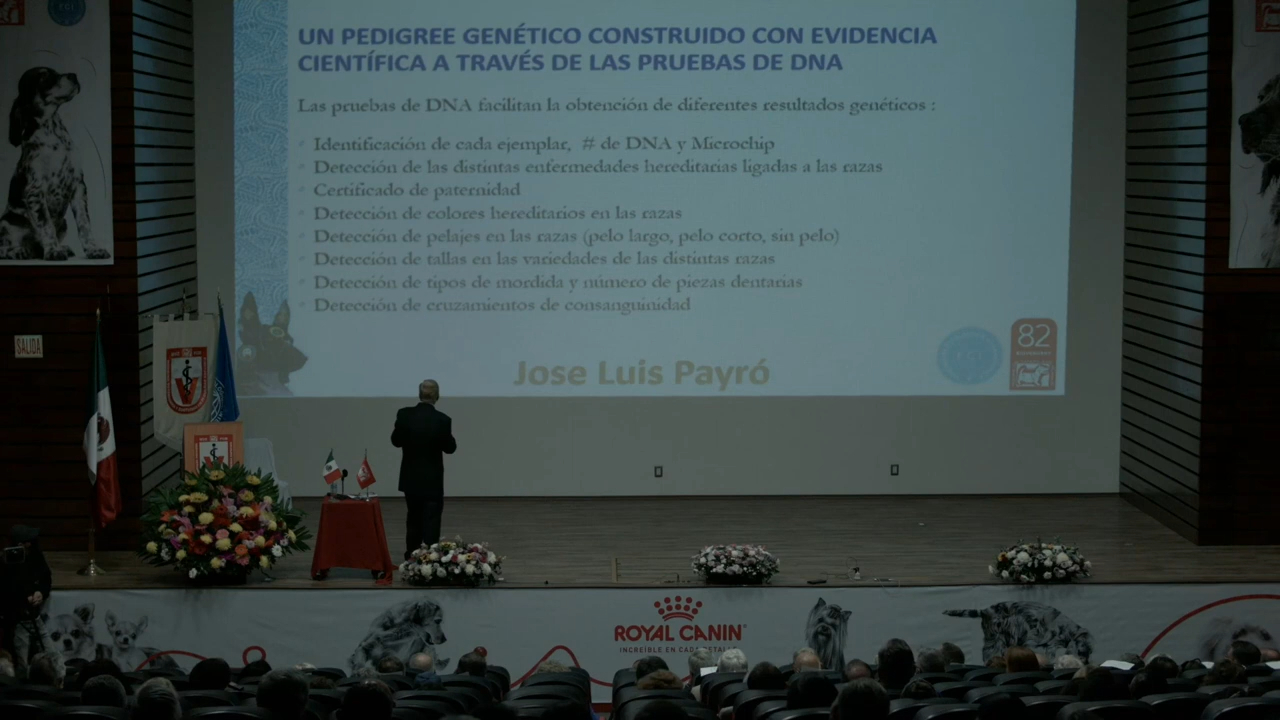 UN PEDIGREE GENÉTICO CONSTRUIDO CON EVIDENCIA
CIENTÍFICA A TRAVÉS DE LAS PRUEBAS DE DNA
Las pruebas de DNA facilitan la obtención de diferentes resultados genéticos :
Identificación de cada ejemplar, # de DNA y Microchip
Detección de las distintas enfermedades hereditarias ligadas a las razas
Certificado de paternidad
Detección de colores hereditarios en las razas
Detección de pelajes en las razas (pelo largo, pelo corto, sin pelo)
Detección de tallas en las variedades de las distintas razas
Detección de tipos de mordida y número de piezas dentarias
Detección de cruzamientos de consanguinidad
Jose Luis Payró
FCI
82
SALIDA
ROYAL CANIN
INCREÍBLE EN CADA